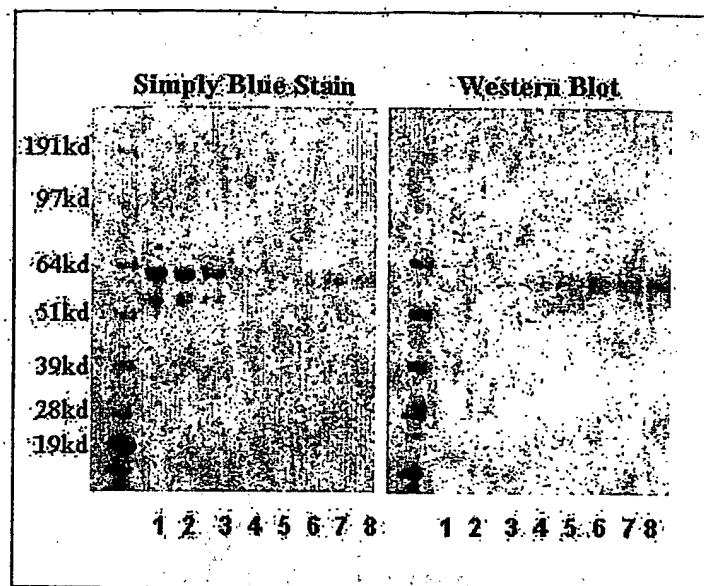 Simply Blue Stain Western Blot
191kd
97kd
64kd
51kd
39kd
28kd
19kd
1 2 3 4 5 6 7 8 1 2 3 4 5 6 7 8